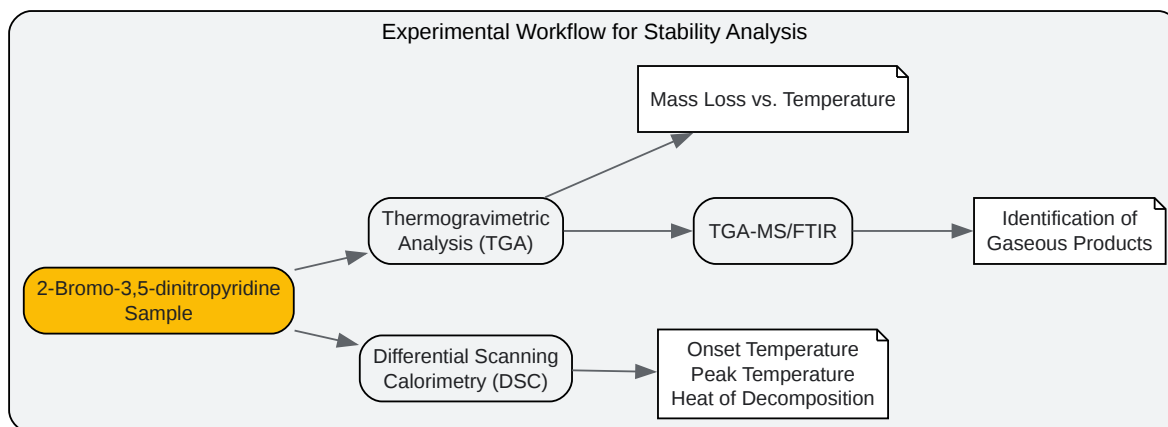 Experimental Workflow for Stability Analysis
Mass Loss vs. Temperature
Thermogravimetric
Analysis (TGA)
TGA-MS/FTIR
Identification of
Gaseous Products
2-Bromo-3,5-dinitropyridine
Sample
Differential Scanning
Calorimetry (DSC)
Onset Temperature
Peak Temperature
Heat of Decomposition